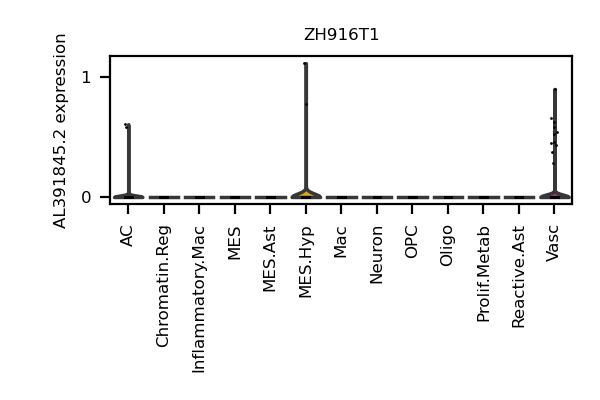 ZH916T1
AL391845.2 expression
1
0
AC
Chromatin.Reg
Inflammatory.Mac
MES
MES.Ast
MES.Hyp
Mac
Neuron
OPC
Oligo
Prolif.Metab
Reactive.Ast
Vasc